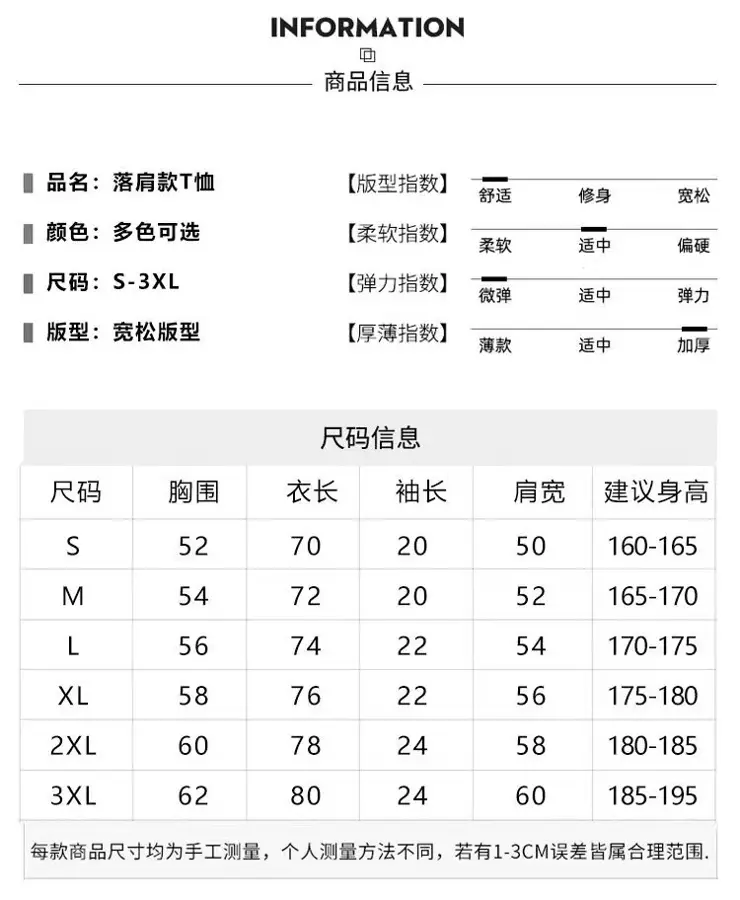 INFORMATION
商品信息
品名：落肩款T恤 【版型指数】 舒适 修身 宽松
颜色：多色可选 【柔软指数】 柔软 适中 偏硬
尺码：S-3XL 【弹力指数】 微弹 适中 弹力
版型：宽松版型 【厚薄指数】 薄款 适中 加厚
尺码信息
尺码 胸围 衣长 袖长 肩宽 建议身高
S 52 70 20 50 160-165
M 54 72 20 52 165-170
L 56 74 22 54 170-175
XL 58 76 22 56 175-180
2XL 60 78 24 58 180-185
3XL 62 80 24 60 185-195
每款商品尺寸均为手工测量，个人测量方法不同，若有1-3CM误差皆属合理范围.